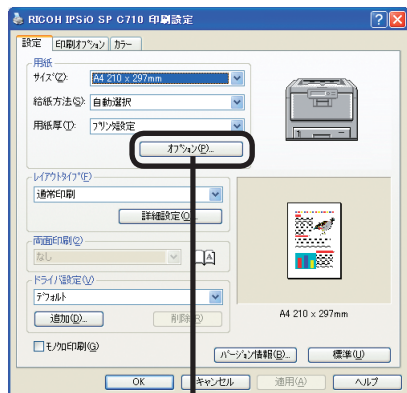 RICOH IPSiO SP C710 印刷設定
設定 印刷ｵﾌﾟｼｮﾝ カラー
用紙
ｻｲｽﾞ(Z): A4 210 x 297mm
給紙方法(S): 自動選択
用紙厚(T): ﾌﾟﾘﾝﾀ設定
ｵﾌﾟｼｮﾝ(P)...
ﾚｲｱｳﾄﾀｲﾌﾟ(E)
通常印刷
詳細設定(O)...
両面印刷(2)
なし
A
ﾄﾞﾗｲﾊﾞ設定(V)
ﾃﾞﾌｫﾙﾄ
追加(D)... 削除(R)
A4 210 x 297mm
ﾓﾉｸﾛ印刷(G)
ﾊﾞｰｼﾞｮﾝ情報(B)... 標準(U)
OK キャンセル 適用(A) ヘルプ